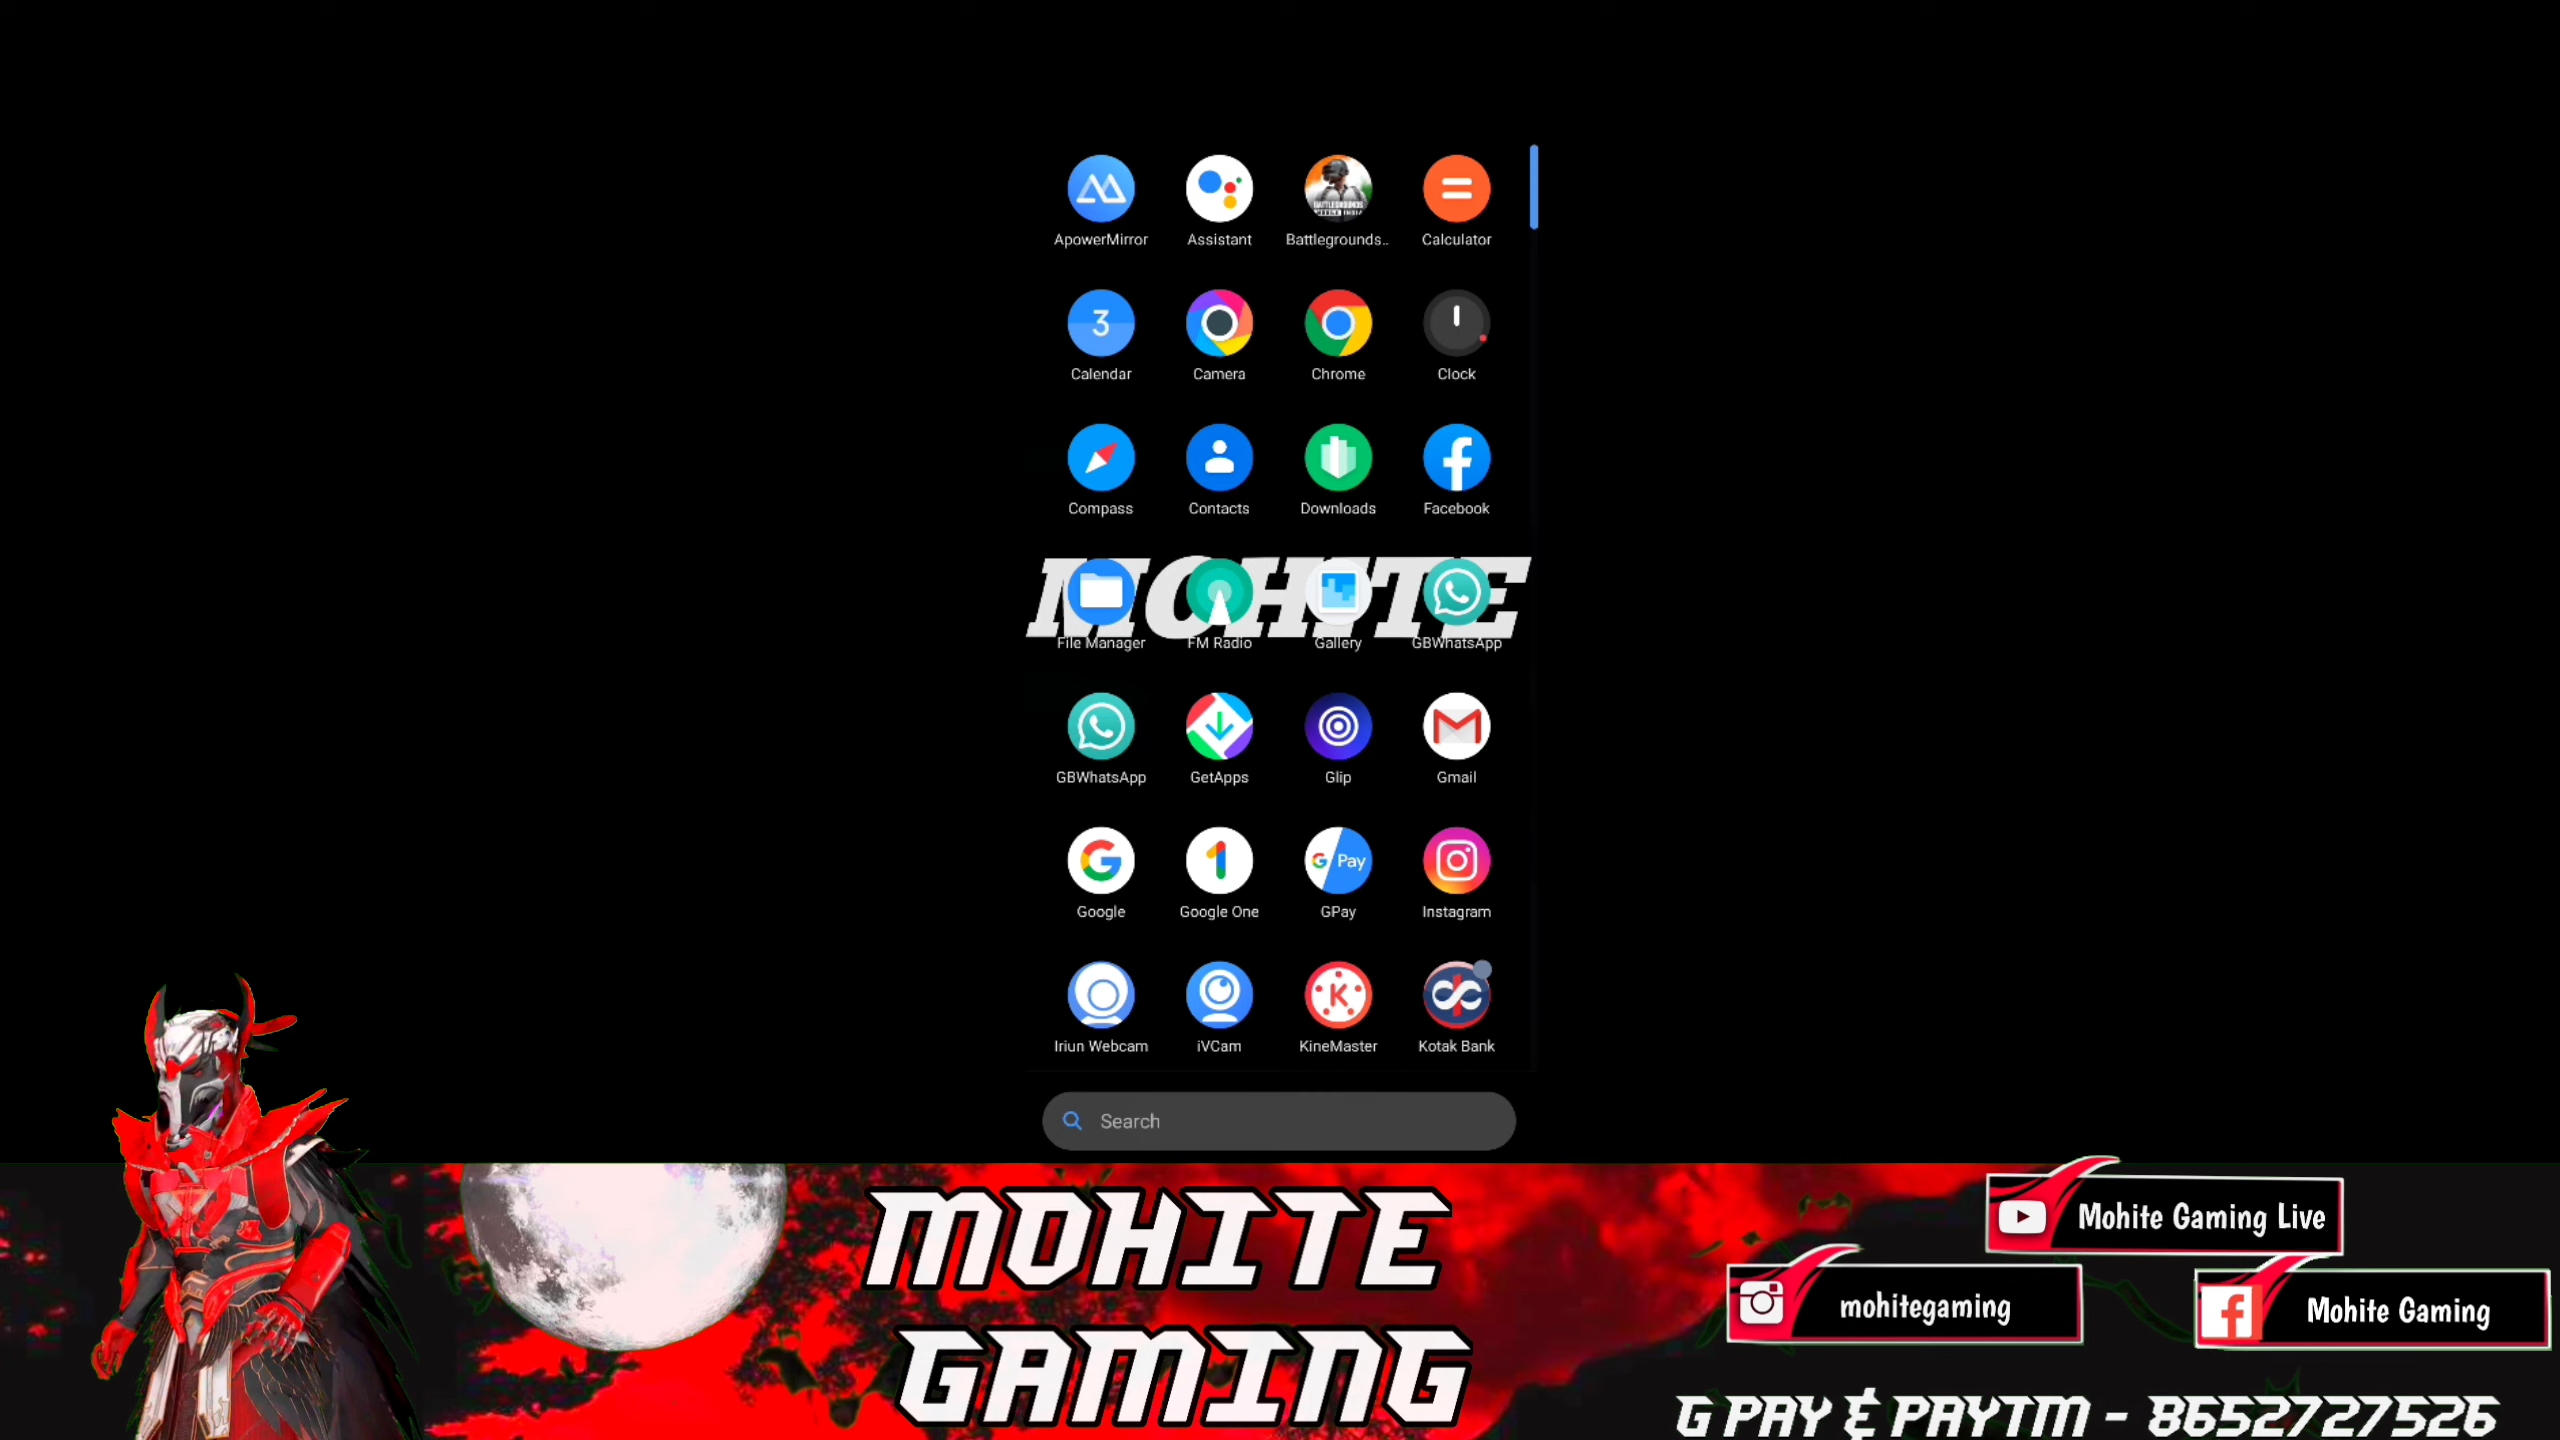 ApowerMirror Assistant Battlegrounds.. Calculator
3
Calendar Camera Chrome Clock
Compass Contacts Downloads Facebook
MOHITE
File Manager FM Radio Gallery GBWhatsApp
GBWhatsApp GetApps Glip Gmail
G Pay
Google Google One GPay Instagram
K
Iriun Webcam iVCam KineMaster Kotak Bank
Search
MOHITE
GAMING
Mohite Gaming Live
mohitegaming
Mohite Gaming
G PAY & PAYTM - 8652727526